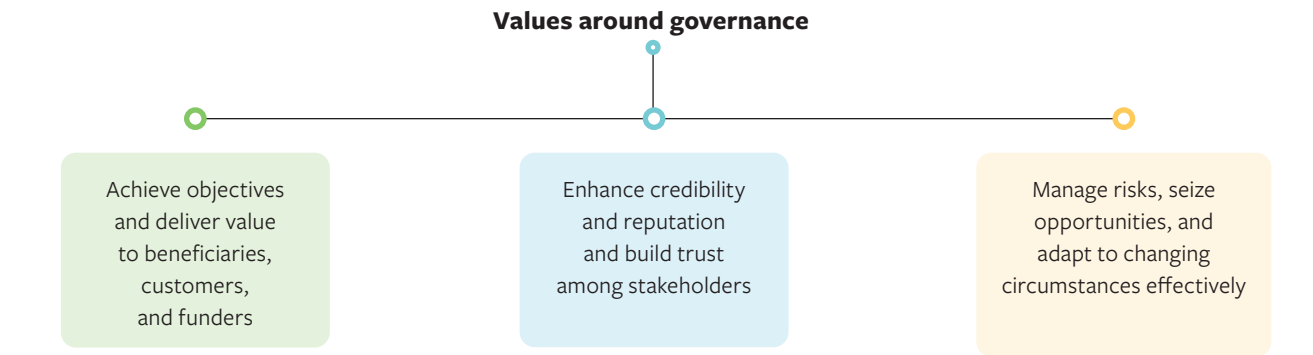 Values around governance
Achieve objectives
and deliver value
to beneficiaries,
customers,
and funders
Enhance credibility
and reputation
and build trust
among stakeholders
Manage risks, seize
opportunities, and
adapt to changing
circumstances effectively